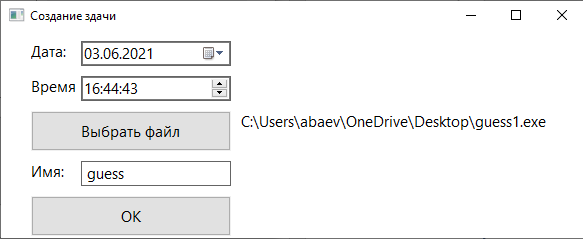 Создание здачи
Дата: 03.06.2021
Время 16:44:43
Выбрать файл C:\Users\abaev\OneDrive\Desktop\guess1.exe
Имя: guess
OK